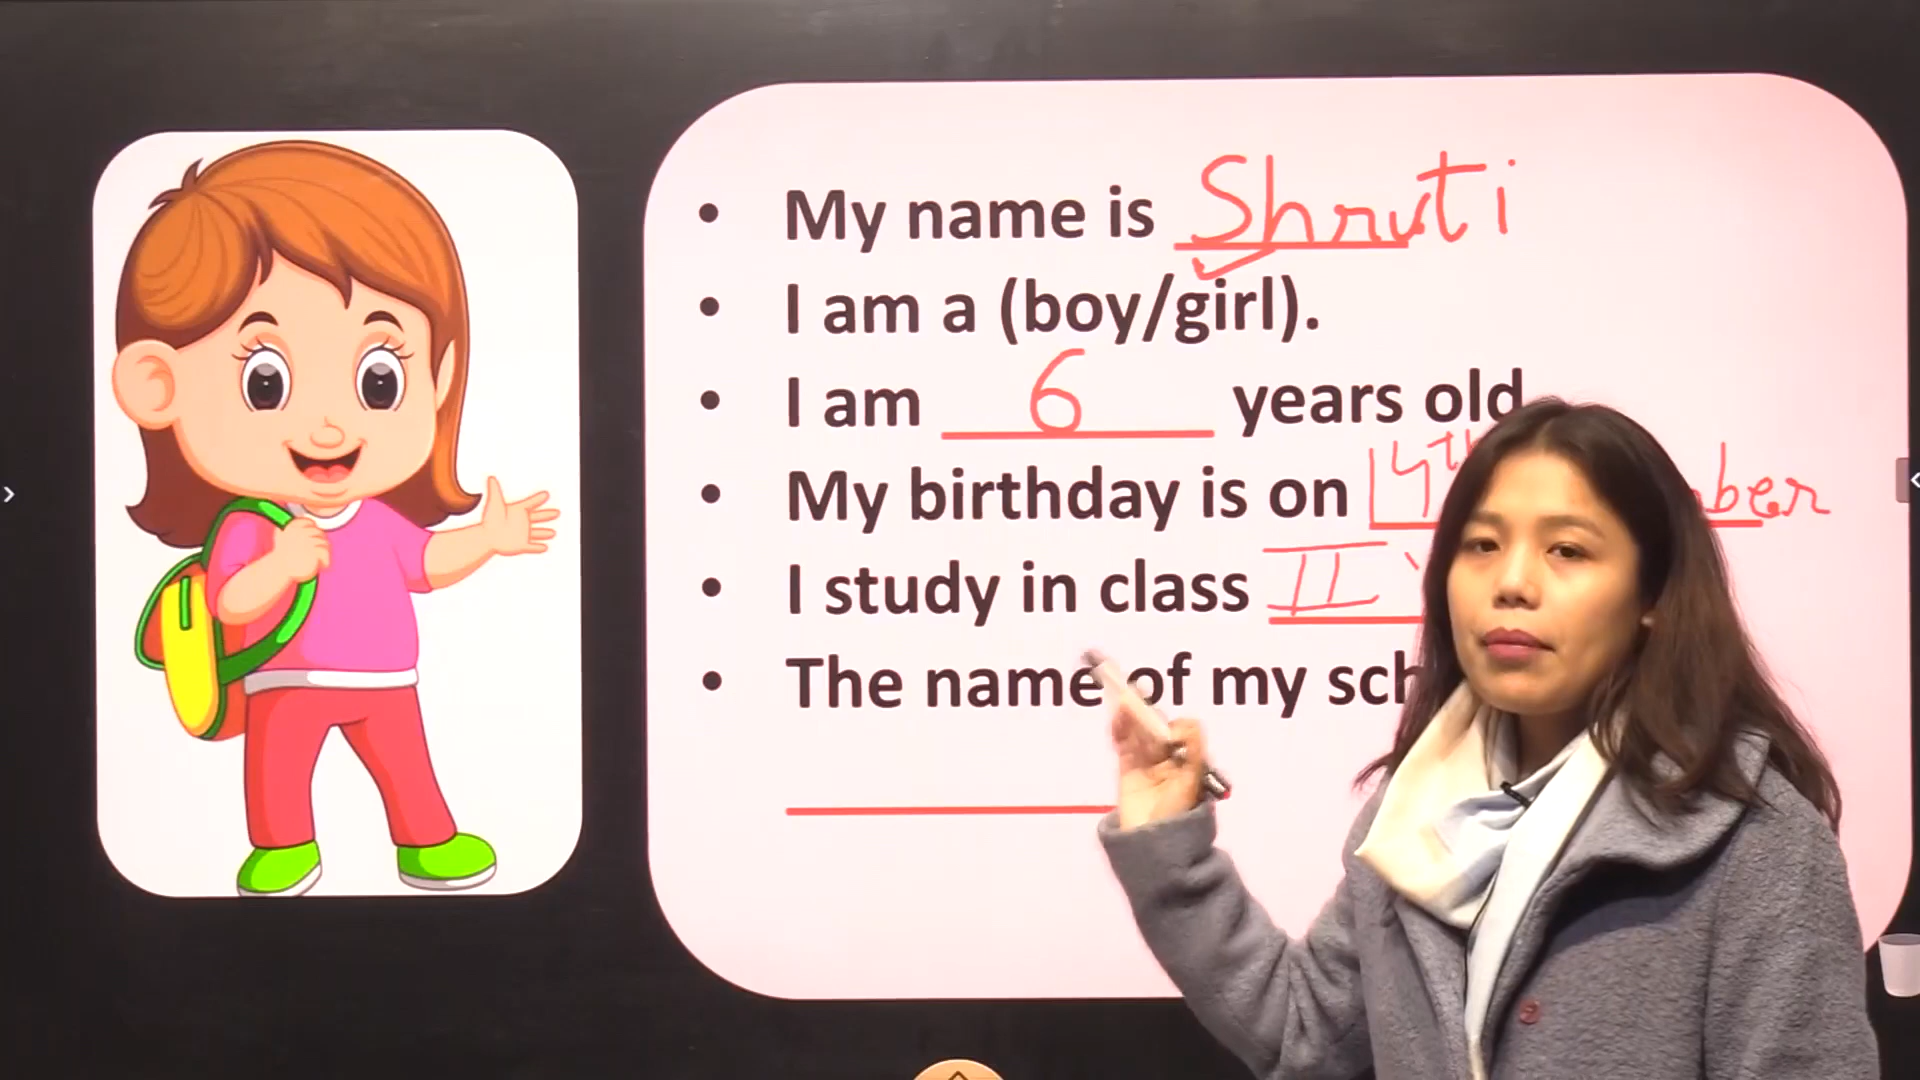 • My name is Shruti
• I am a (boy/girl).
• I am 6 years old
• My birthday is on 14th
• I study in class II
• The name of my